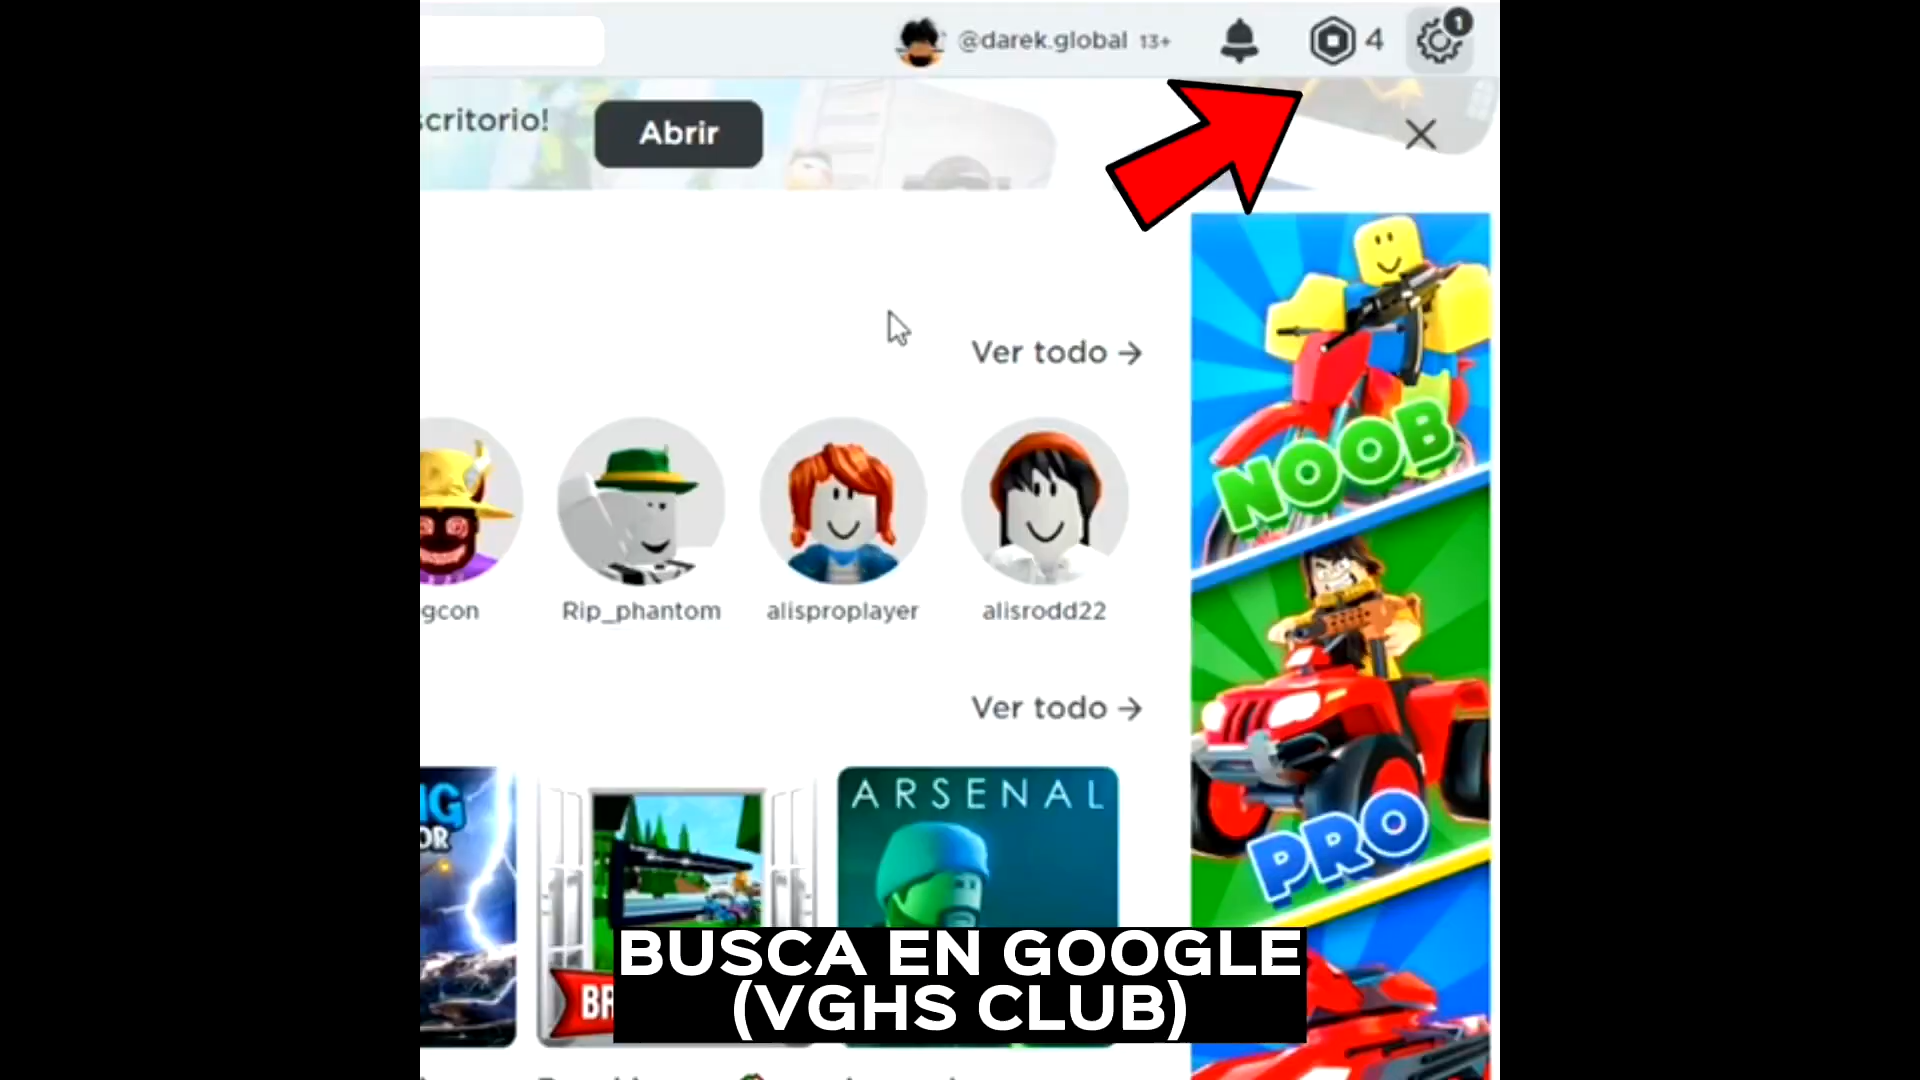 @darek.global 13+
4
1
scritorio!
Abrir
Ver todo →
gcon
Rip_phantom
alisproplayer
alisrodd22
NOOB
Ver todo →
PRO
ARSENAL
BUSCA EN GOOGLE
(VGHS CLUB)